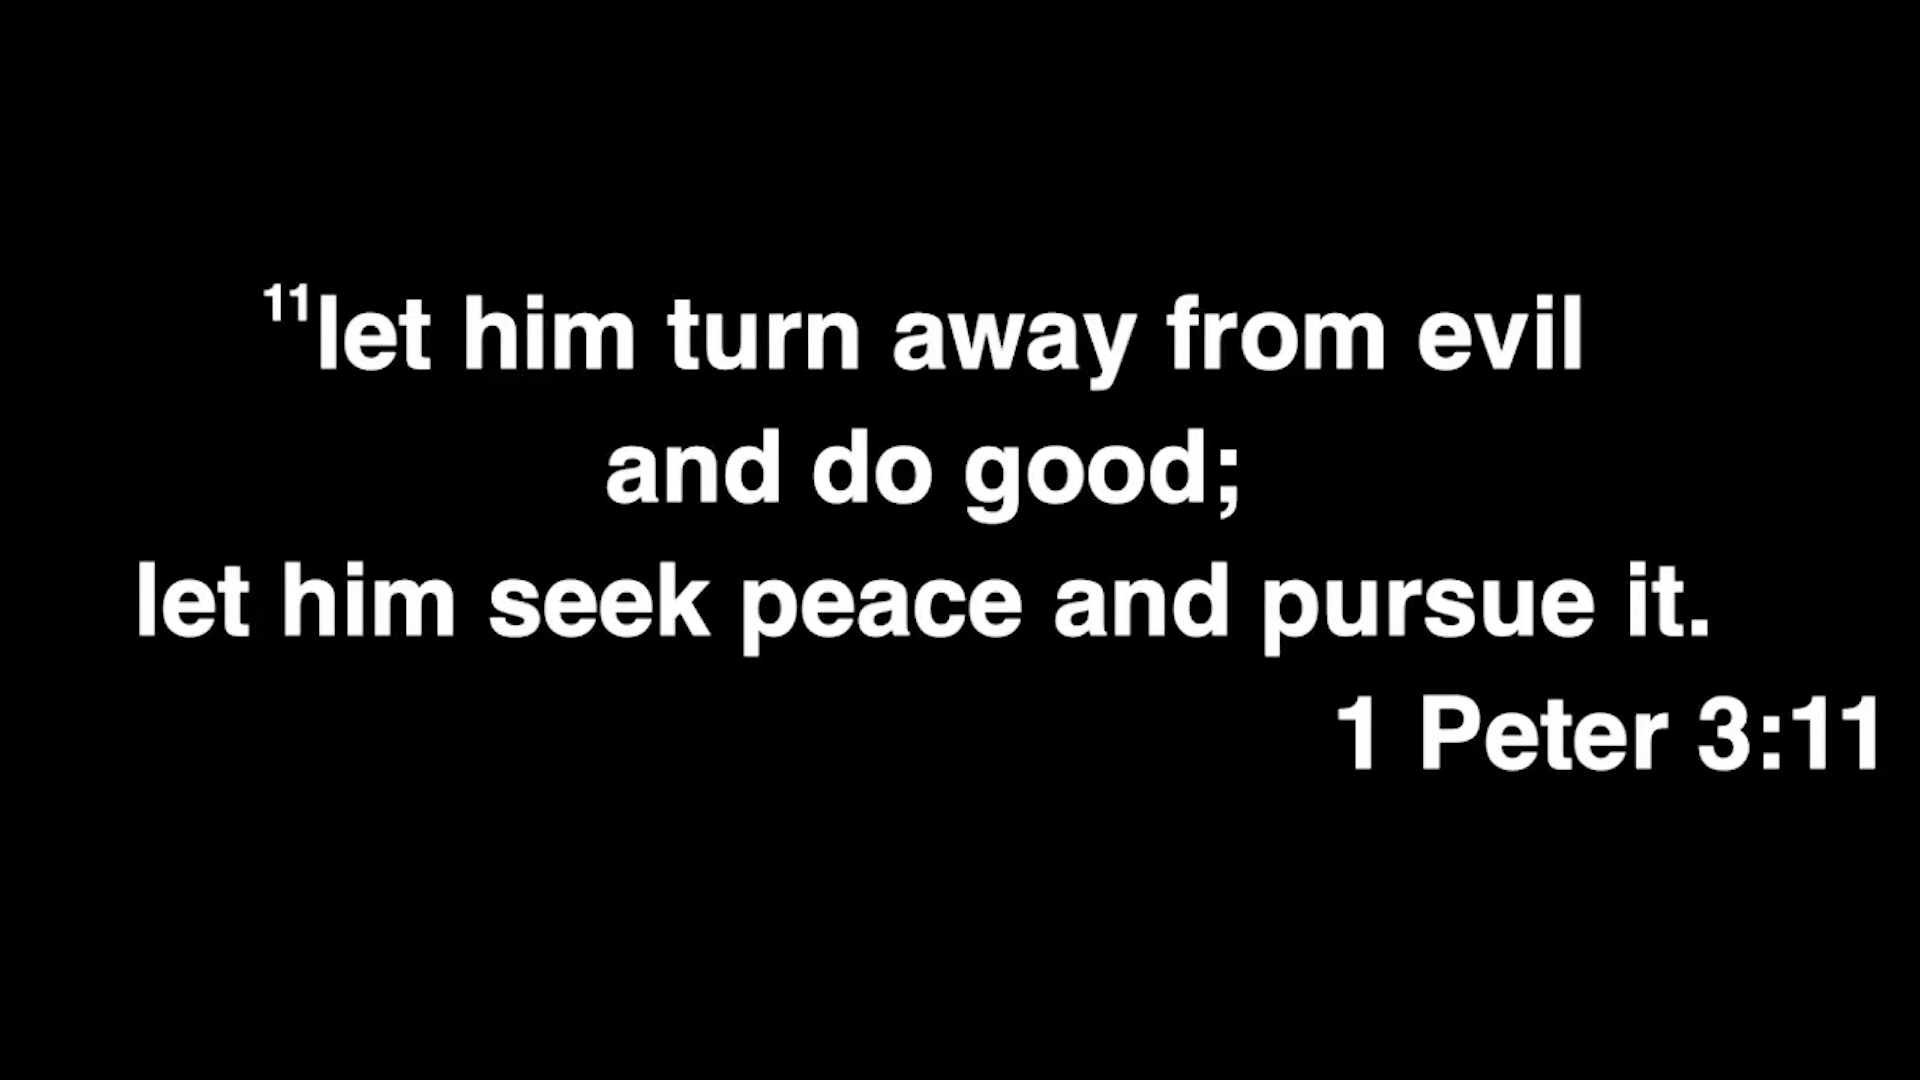 ¹¹let him turn away from evil
and do good;
let him seek peace and pursue it.
1 Peter 3:11